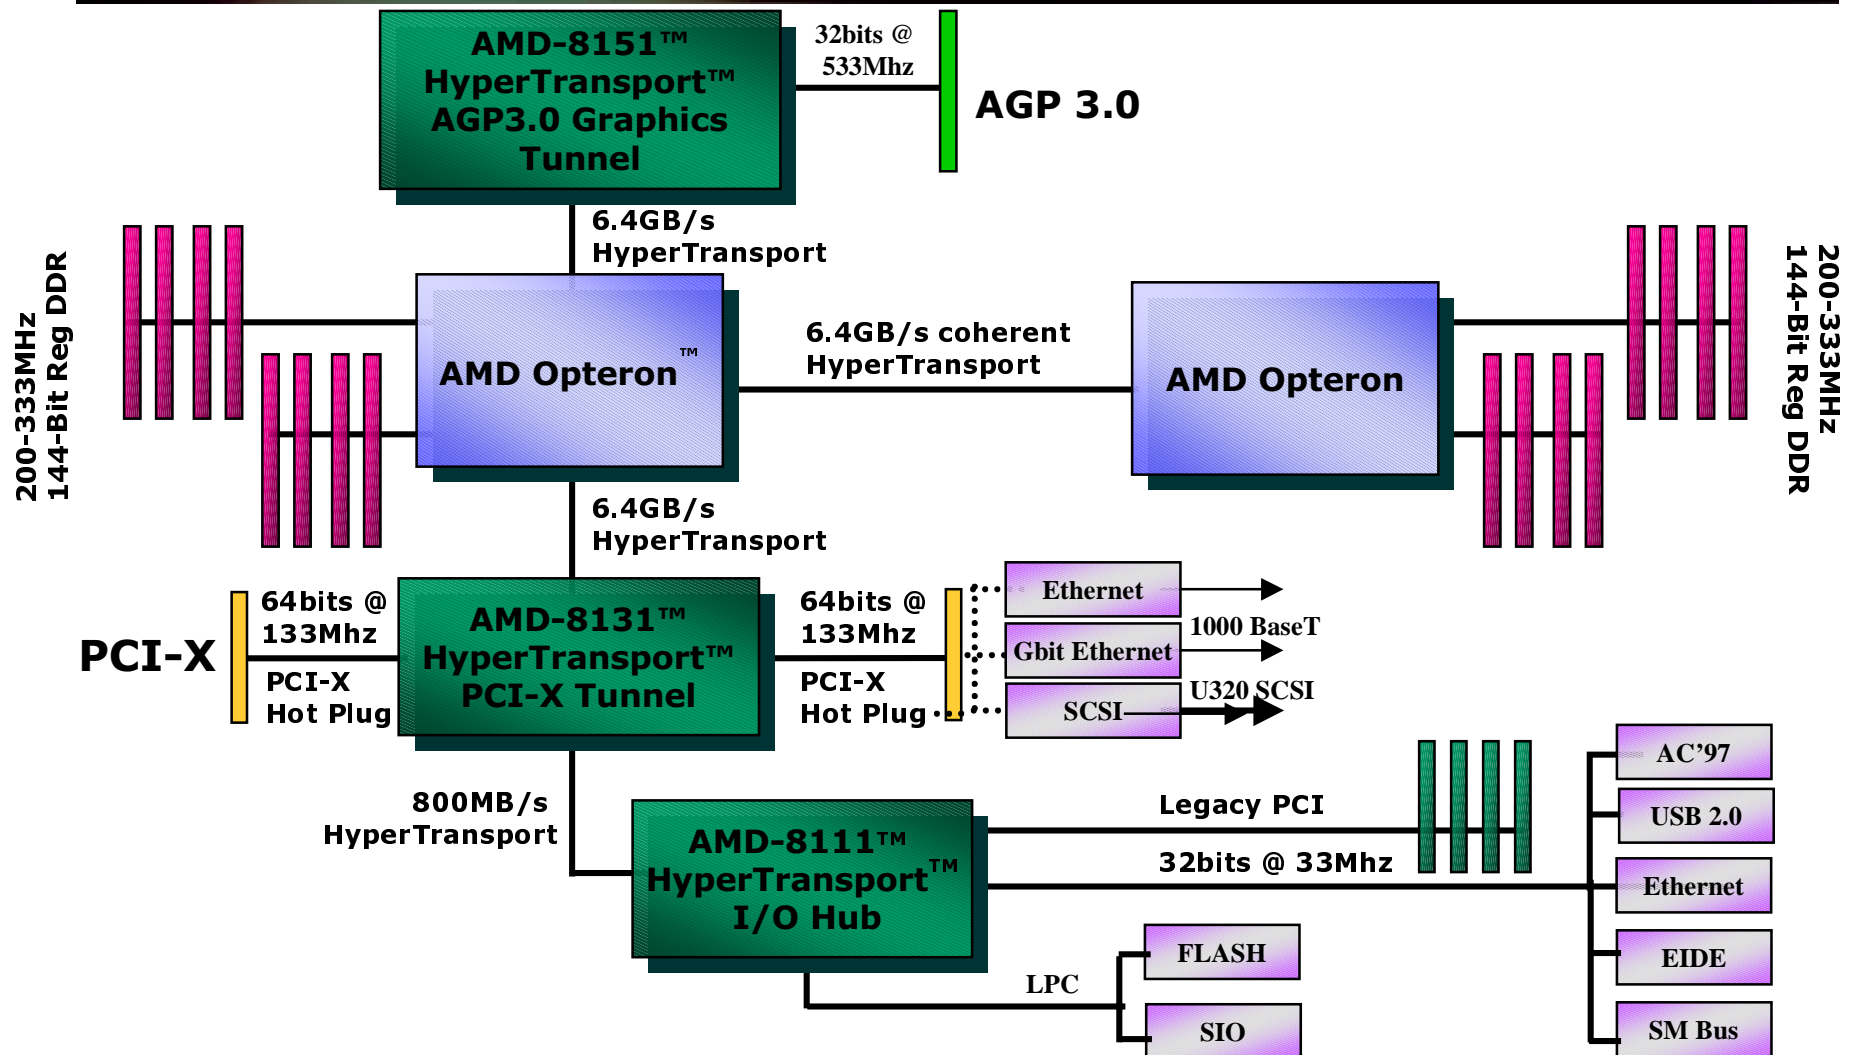 AMD-8151™
HyperTransport™
AGP3.0 Graphics
Tunnel
32bits @
533Mhz
AGP 3.0
6.4GB/s
HyperTransport
200-333MHz
144-Bit Reg DDR
AMD Opteron™
6.4GB/s coherent
HyperTransport
AMD Opteron
200-333MHz
144-Bit Reg DDR
6.4GB/s
HyperTransport
PCI-X
64bits @
133Mhz
PCI-X
Hot Plug
AMD-8131™
HyperTransport™
PCI-X Tunnel
64bits @
133Mhz
PCI-X
Hot Plug
Ethernet
1000 BaseT
Gbit Ethernet
U320 SCSI
SCSI
800MB/s
HyperTransport
AMD-8111™
HyperTransport™
I/O Hub
Legacy PCI
32bits @ 33Mhz
AC’97
USB 2.0
Ethernet
EIDE
SM Bus
LPC
FLASH
SIO